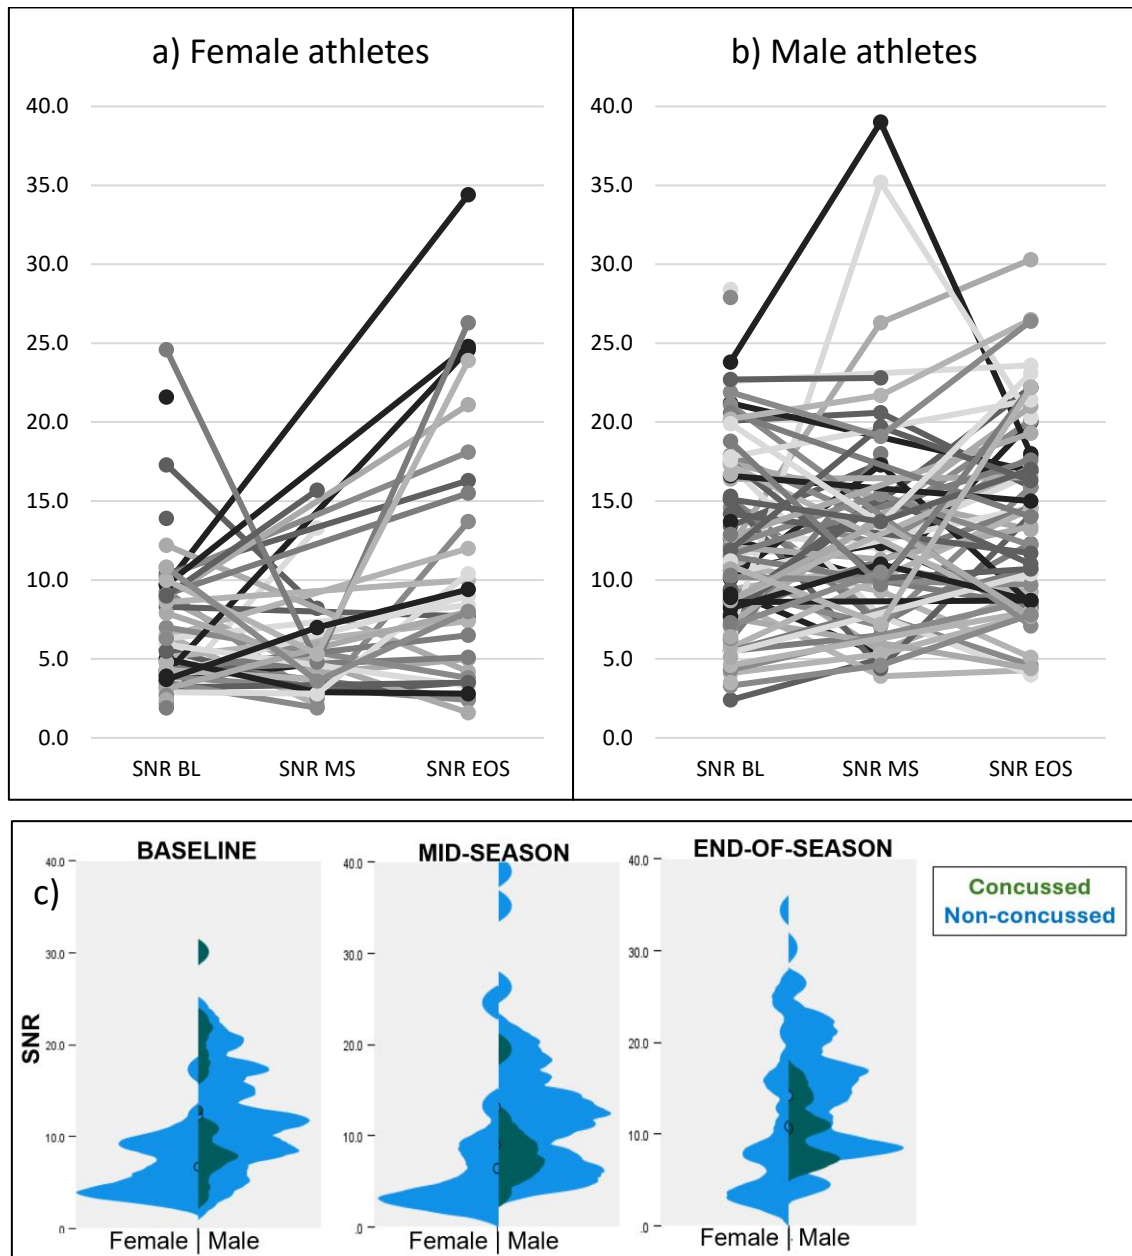 a) Female athletes
40.0
35.0
30.0
25.0
20.0
15.0
10.0
5.0
0.0
SNR BL SNR MS SNR EOS
b) Male athletes
40.0
35.0
30.0
25.0
20.0
15.0
10.0
5.0
0.0
SNR BL SNR MS SNR EOS
c)
SNR
BASELINE
40.0
30.0
20.0
10.0
0
Female | Male
MID-SEASON
40.0
30.0
20.0
10.0
.0
Female | Male
END-OF-SEASON
40.0
30.0
20.0
10.0
.0
Female | Male
Concussed
Non-concussed